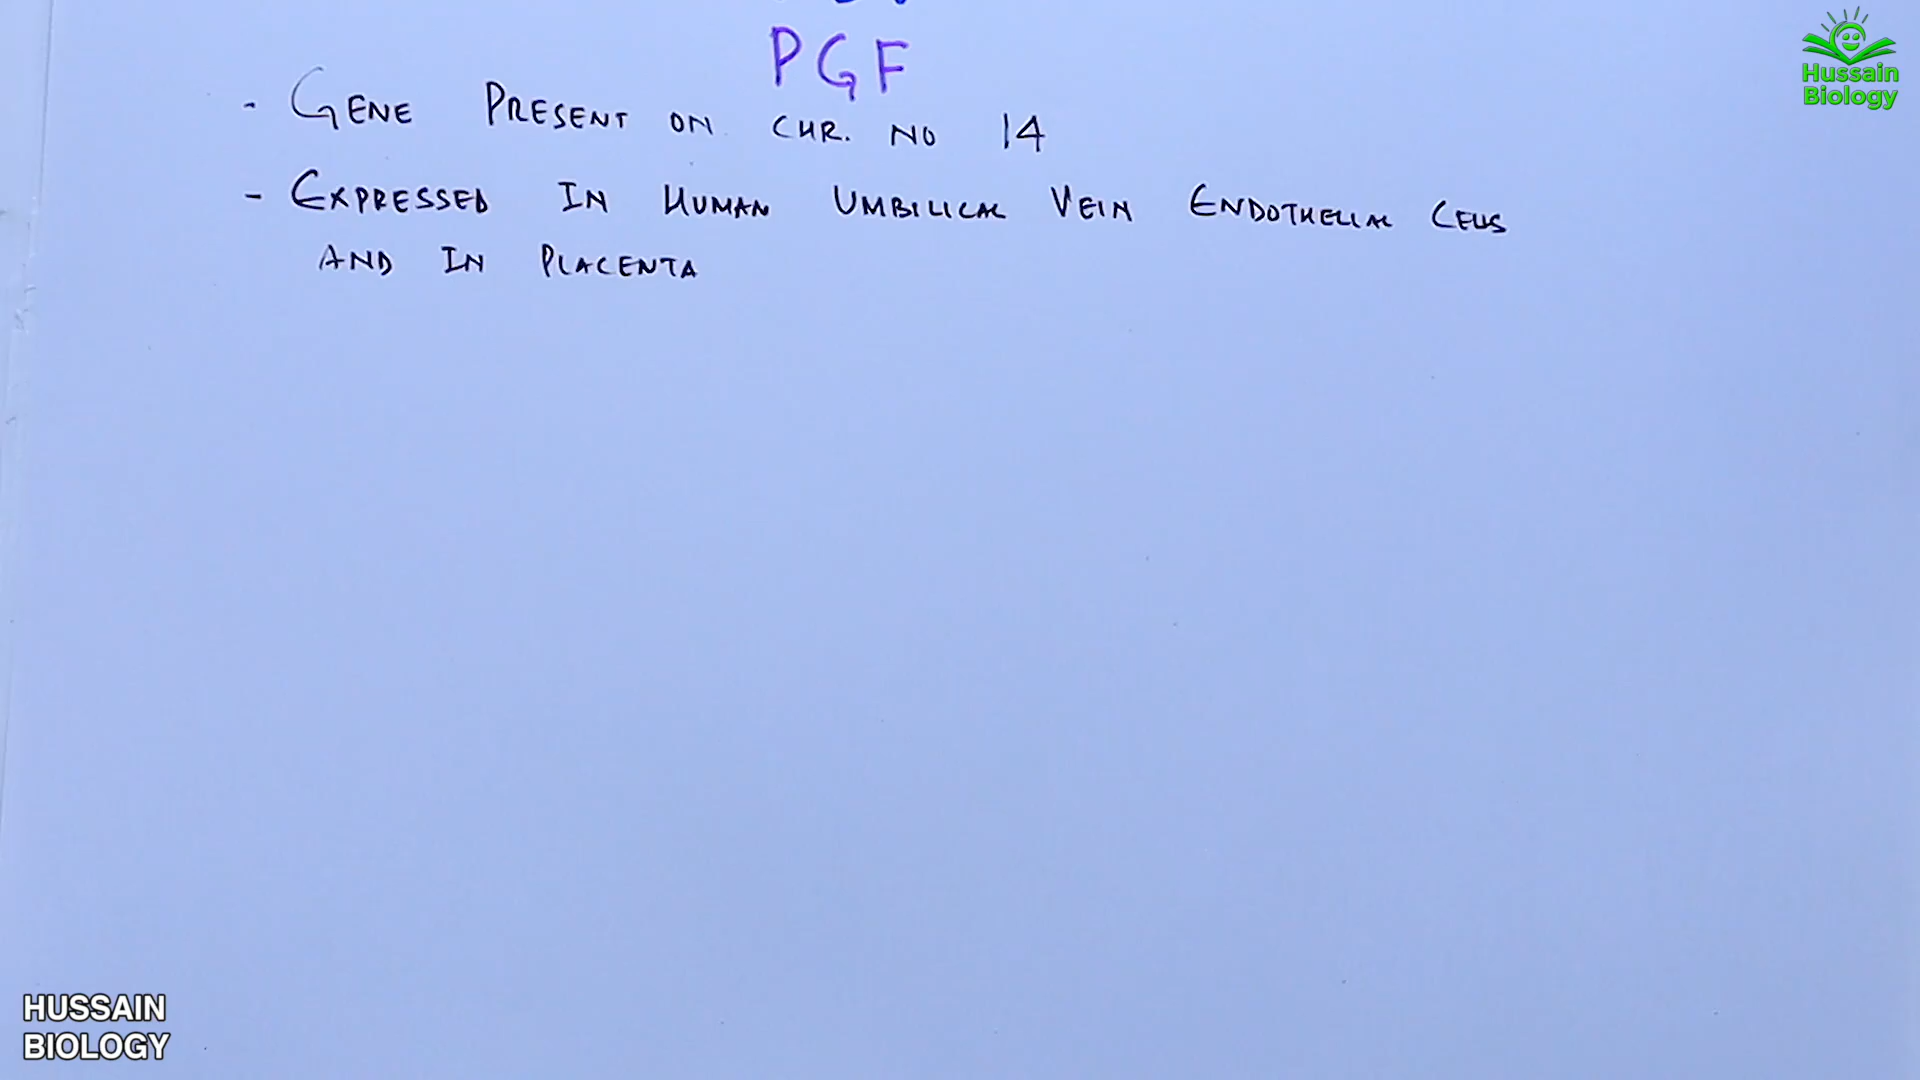 PGF
- GENE PRESENT ON CHR. NO 14
- EXPRESSED IN HUMAN UMBILICAL VEIN ENDOTHELIAL CELLS
AND IN PLACENTA
Hussain
Biology
HUSSAIN
BIOLOGY